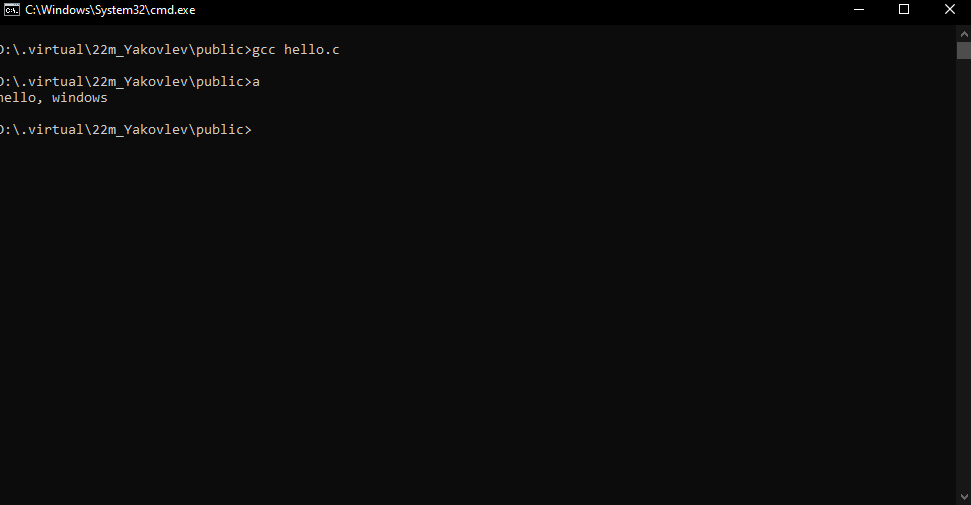 C:\Windows\System32\cmd.exe
D:\.virtual\22m_Yakovlev\public>gcc hello.c
D:\.virtual\22m_Yakovlev\public>a
hello, windows
D:\.virtual\22m_Yakovlev\public>